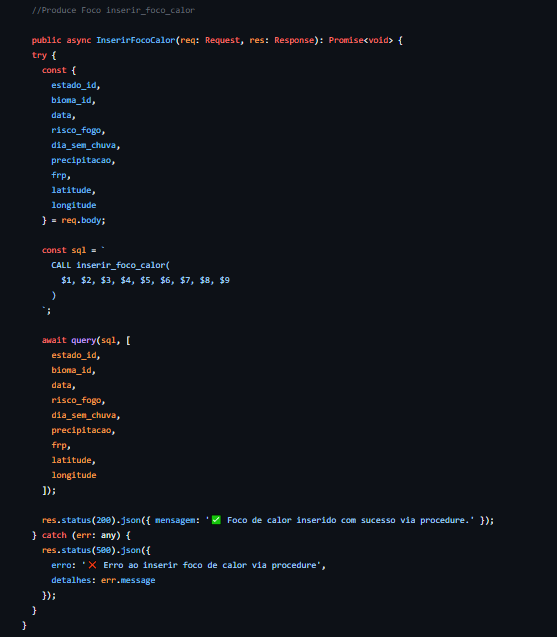 //Produce Foco inserir_foco_calor
public async InserirFocoCalor(req: Request, res: Response): Promise<void> {
try {
const {
estado_id,
bioma_id,
data,
risco_fogo,
dia_sem_chuva,
precipitacao,
frp,
latitude,
longitude
} = req.body;
const sql = `
CALL inserir_foco_calor(
$1, $2, $3, $4, $5, $6, $7, $8, $9
)
`;
await query(sql, [
estado_id,
bioma_id,
data,
risco_fogo,
dia_sem_chuva,
precipitacao,
frp,
latitude,
longitude
]);
res.status(200).json({ mensagem: '✅ Foco de calor inserido com sucesso via procedure.' });
} catch (err: any) {
res.status(500).json({
erro: '❌ Erro ao inserir foco de calor via procedure',
detalhes: err.message
});
}
}